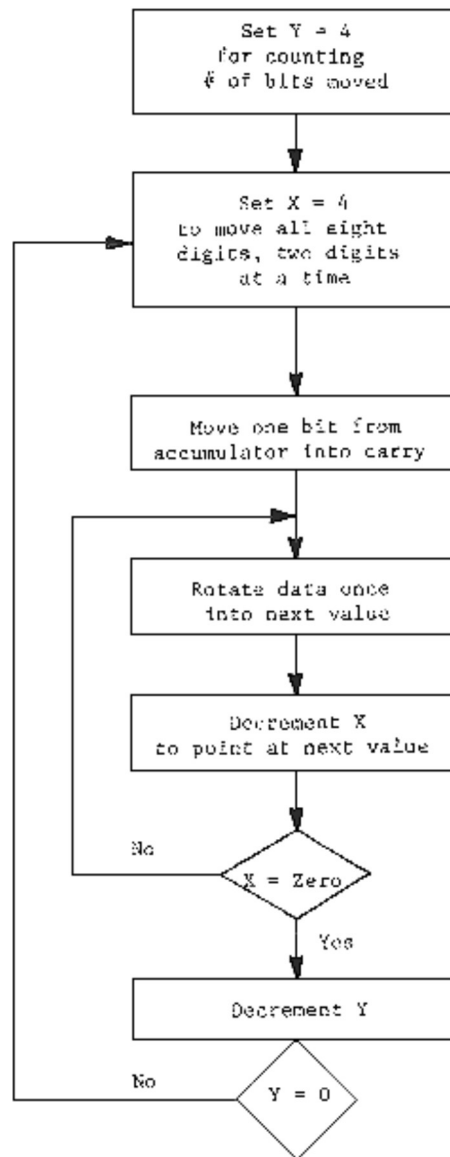 Set Y = 4
for counting
# of bits moved
Set X = 4
to move all eight
digits, two digits
at a time
Move one bit from
accumulator into carry
Rotate data once
into next value
Decrement X
to point at next value
No
X = Zero
Yes
Decrement Y
No
Y = 0